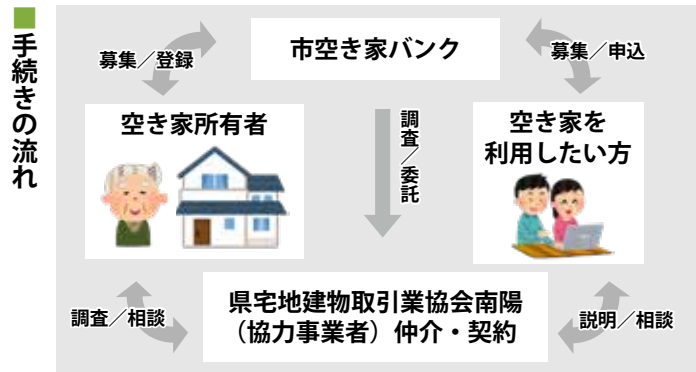 ■手続きの流れ
市空き家バンク
募集／登録
募集／申込
空き家所有者
調査／委託
空き家を
利用したい方
調査／相談
県宅地建物取引業協会南陽
（協力事業者）仲介・契約
説明／相談